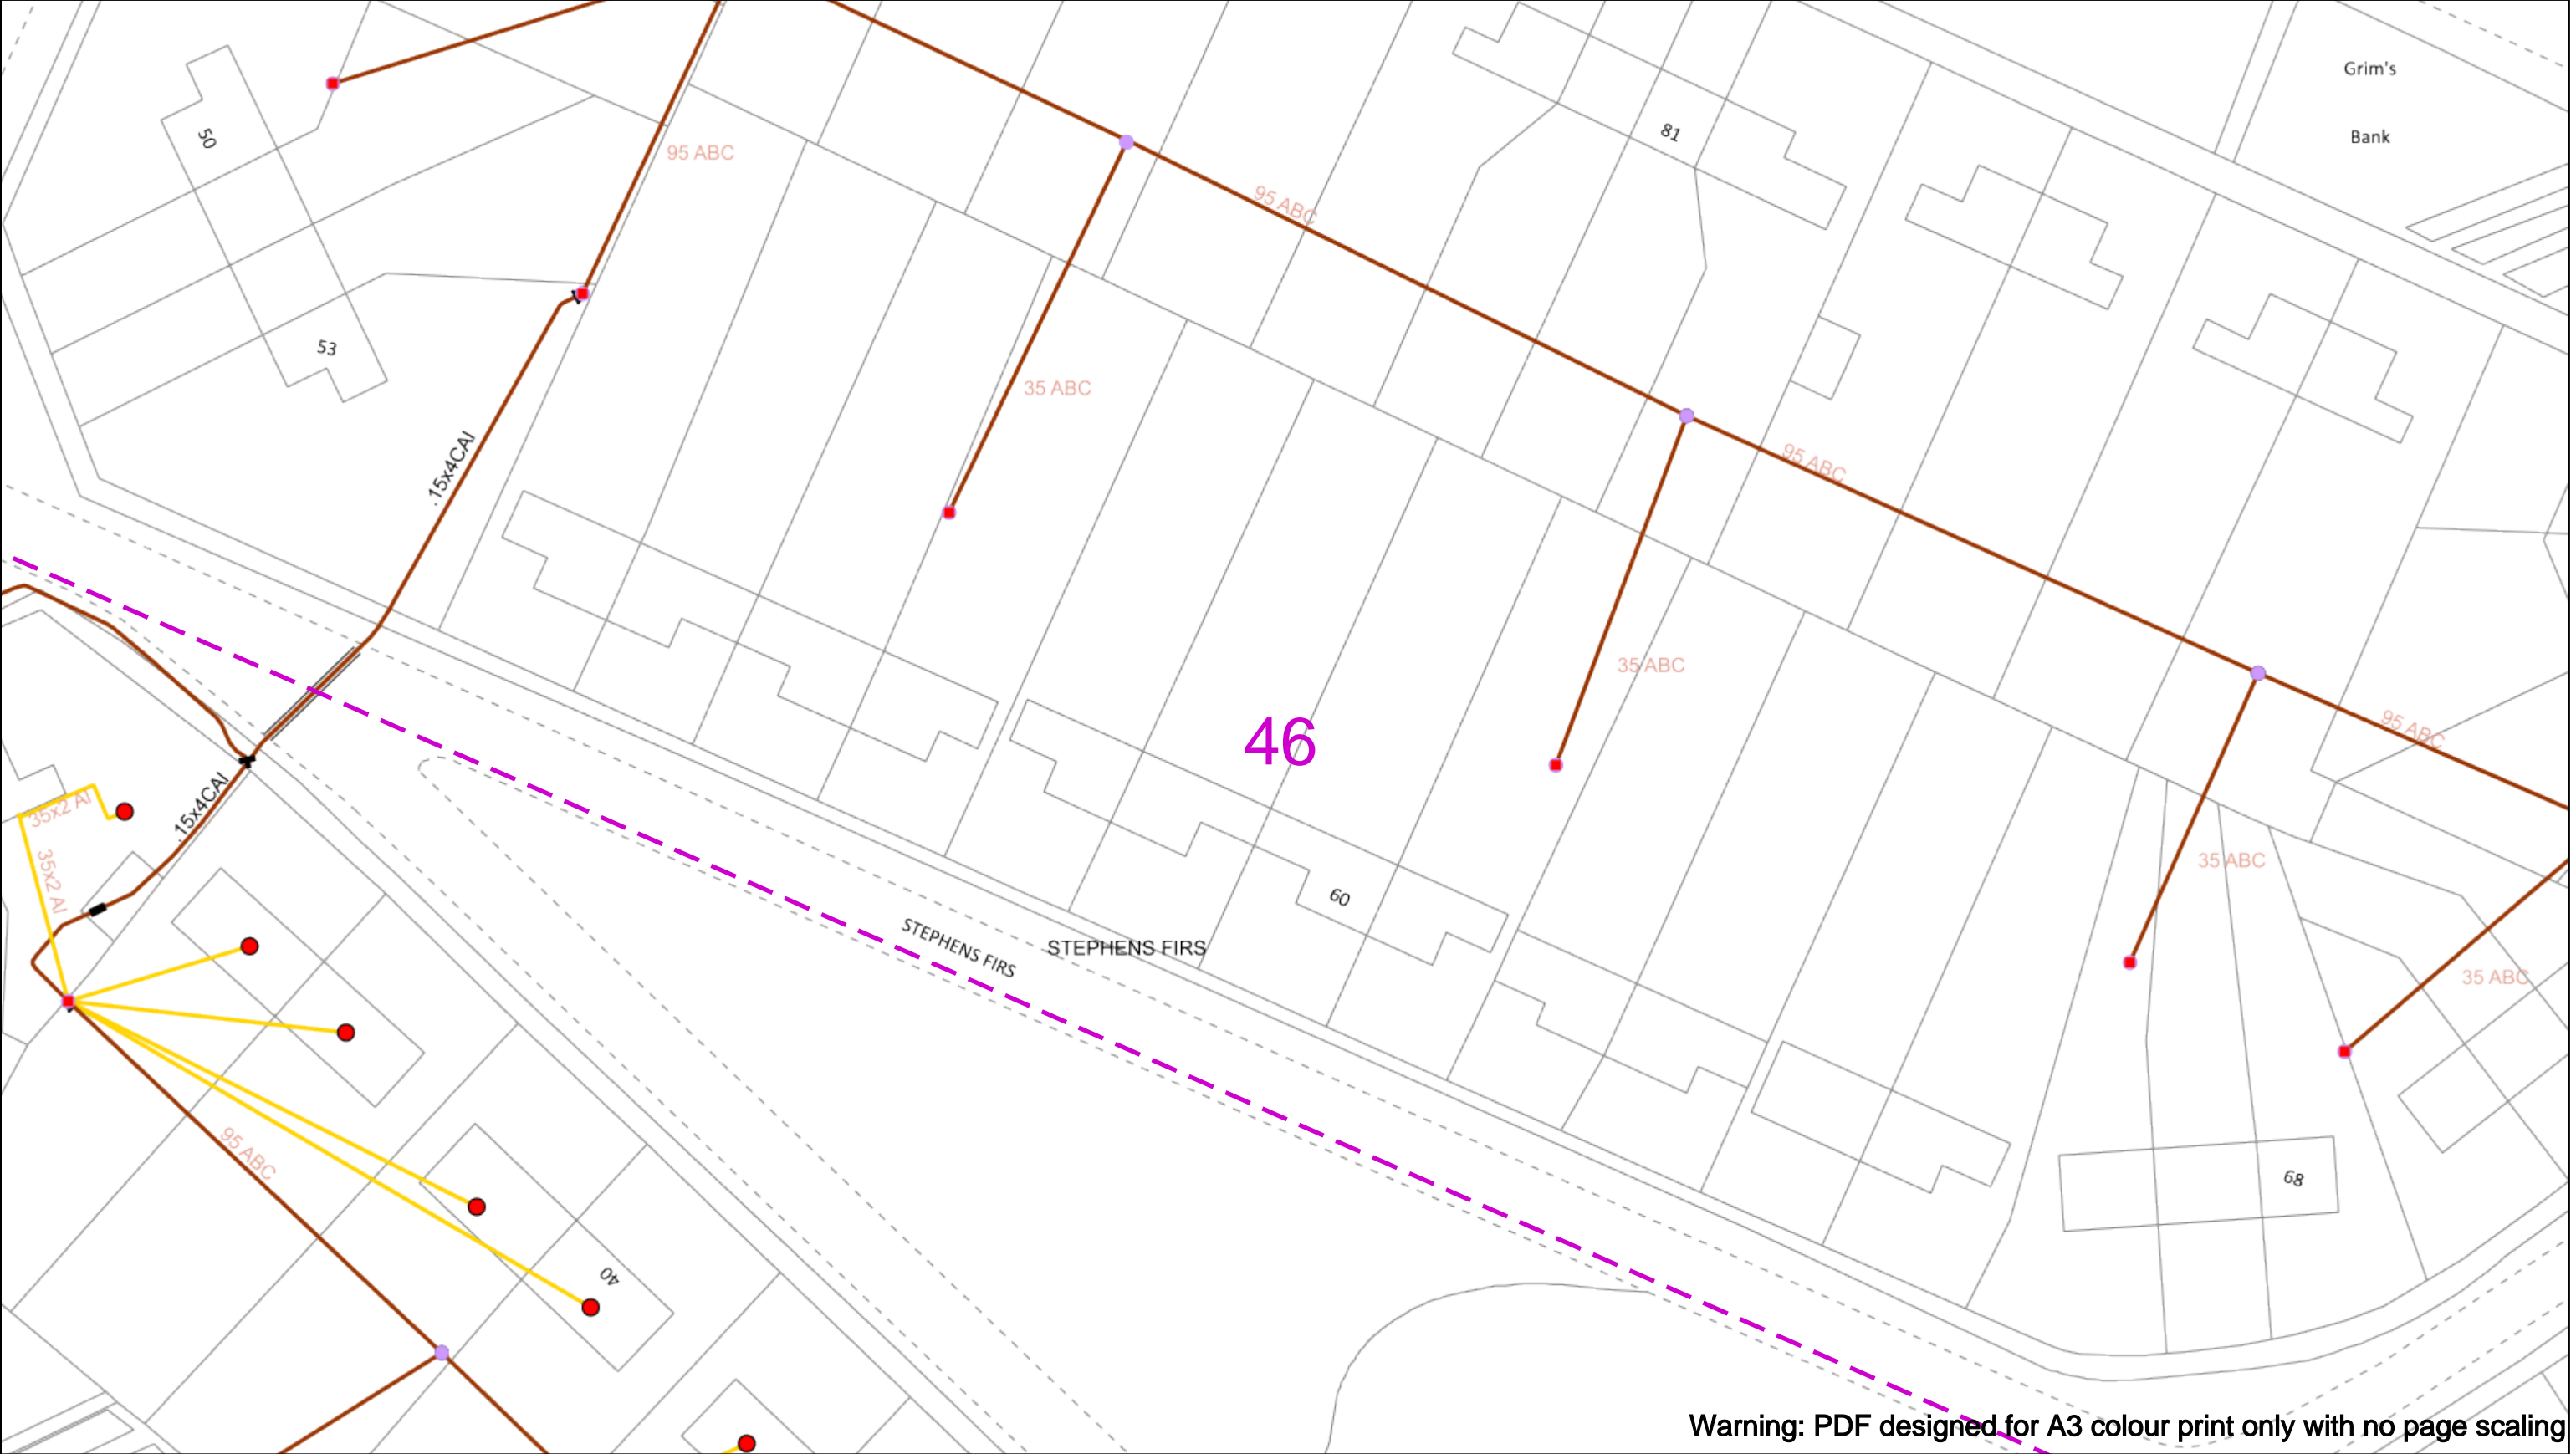 Grim's
Bank
50
81
95 ABC
95 ABC
53
35 ABC
.15x4CAl
95 ABC
35 ABC
46
95 ABC
35x2 Al
.15x4CAl
35x2 Al
35 ABC
60
STEPHENS FIRS
STEPHENS FIRS
35 ABC
95 ABC
68
40
Warning: PDF designed for A3 colour print only with no page scaling